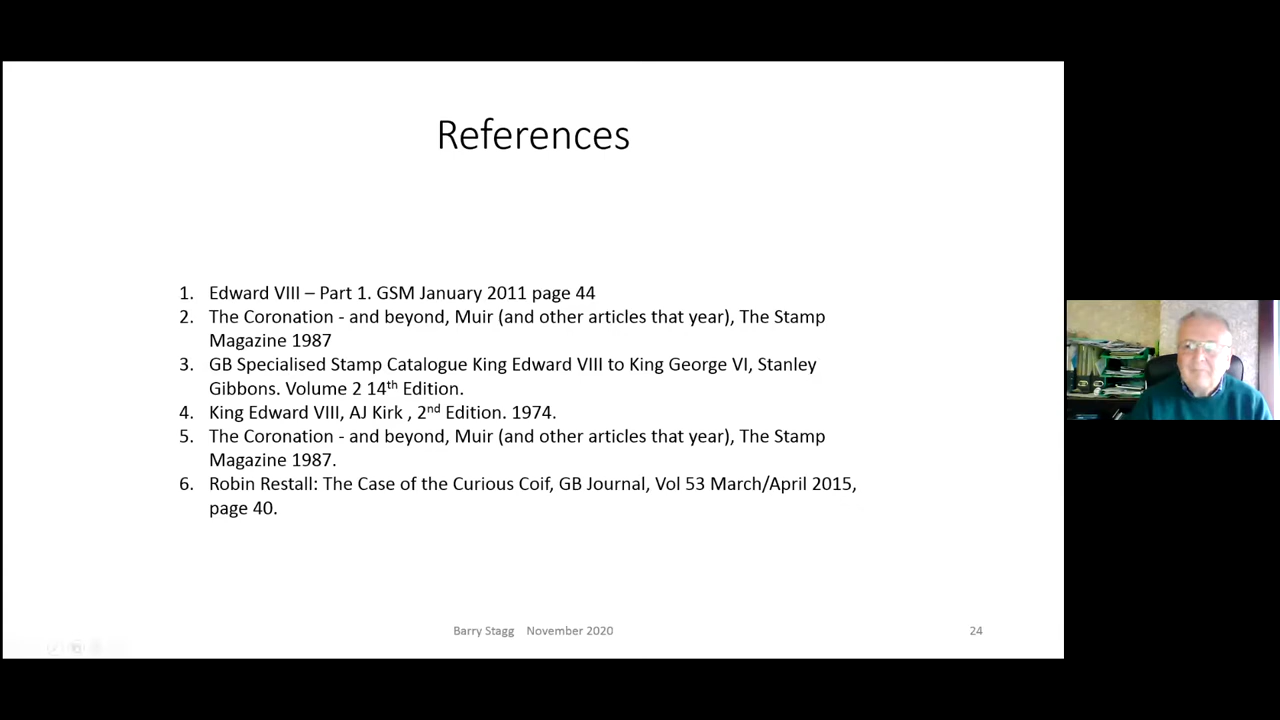 References
1. Edward VIII – Part 1. GSM January 2011 page 44
2. The Coronation - and beyond, Muir (and other articles that year), The Stamp
Magazine 1987
3. GB Specialised Stamp Catalogue King Edward VIII to King George VI, Stanley
Gibbons. Volume 2 14th Edition.
4. King Edward VIII, AJ Kirk , 2nd Edition. 1974.
5. The Coronation - and beyond, Muir (and other articles that year), The Stamp
Magazine 1987.
6. Robin Restall: The Case of the Curious Coif, GB Journal, Vol 53 March/April 2015,
page 40.
Barry Stagg November 2020 24